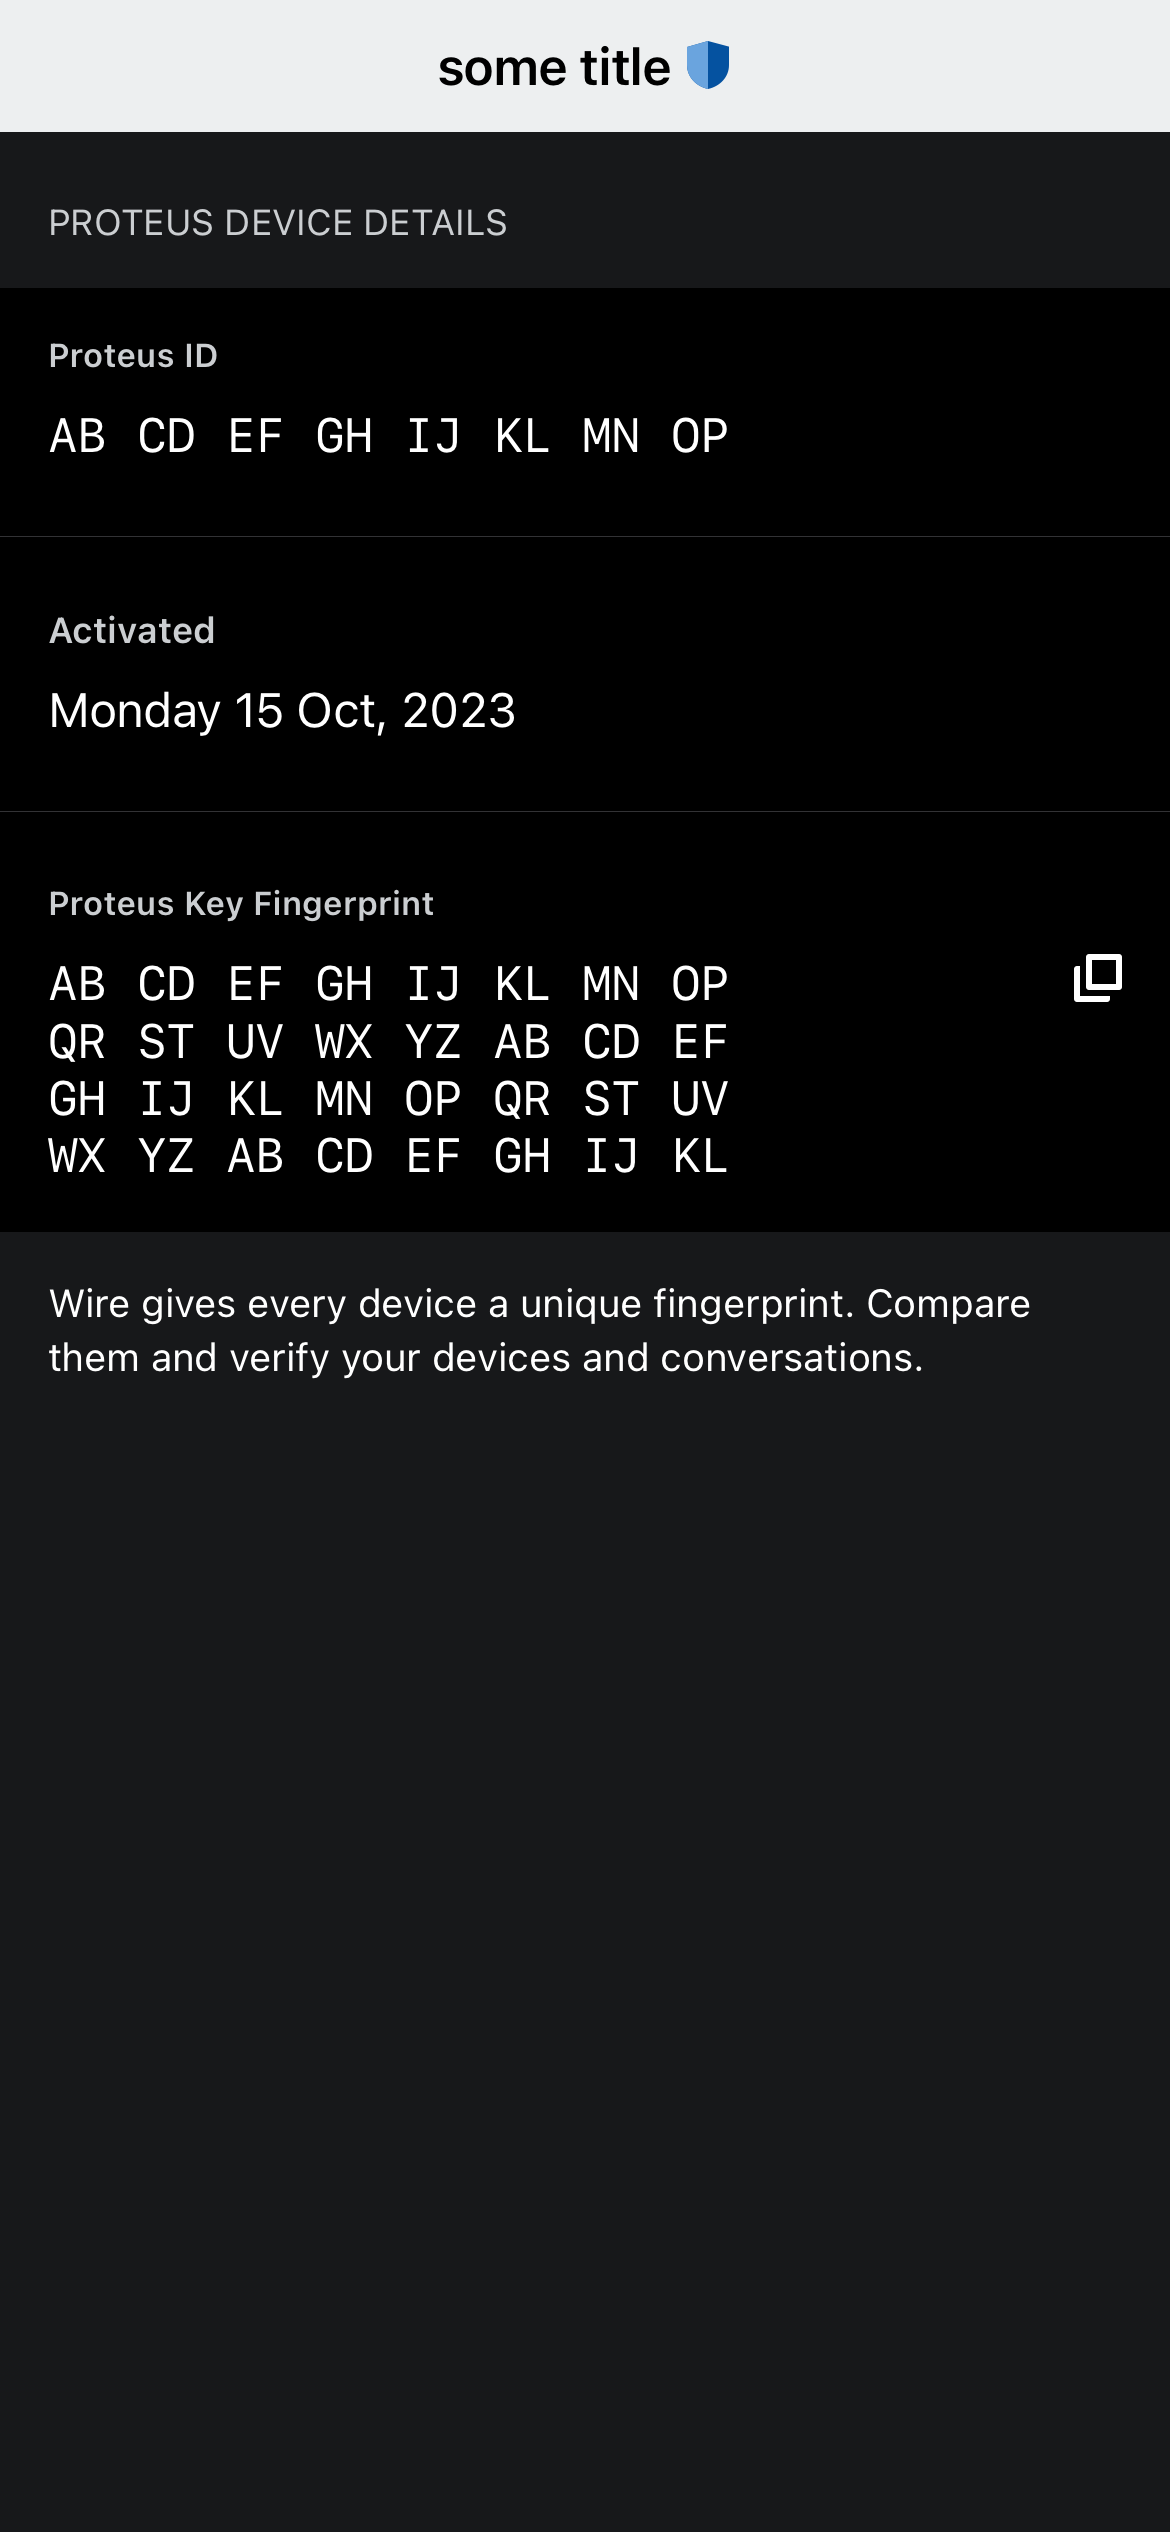 some title
PROTEUS DEVICE DETAILS
Proteus ID
AB CD EF GH IJ KL MN OP
Activated
Monday 15 Oct, 2023
Proteus Key Fingerprint
AB CD EF GH IJ KL MN OP
QR ST UV WX YZ AB CD EF
GH IJ KL MN OP QR ST UV
WX YZ AB CD EF GH IJ KL
Wire gives every device a unique fingerprint. Compare
them and verify your devices and conversations.